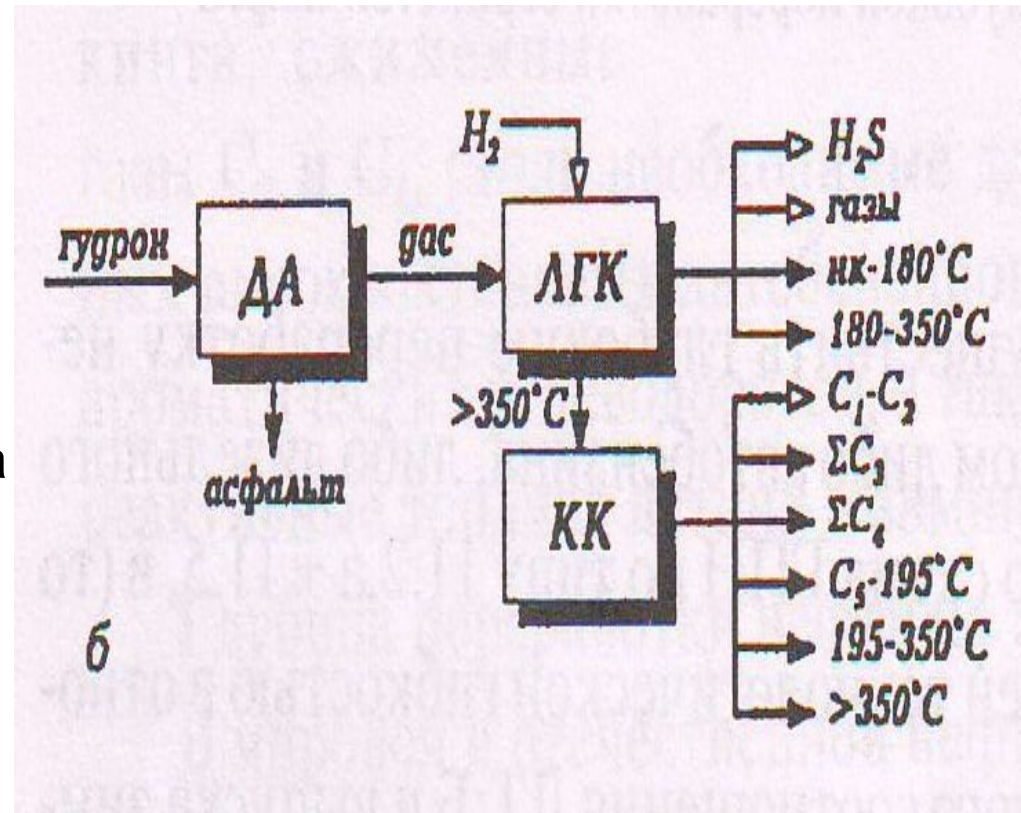 H₂
гудрон
ДА
дас
ЛГК
асфальт
>350°C
КК
H₂S
газы
нк-180°C
180-350°C
C₁-C₂
ΣC₃
ΣC₄
C₅-195°C
195-350°C
>350°C
а
б